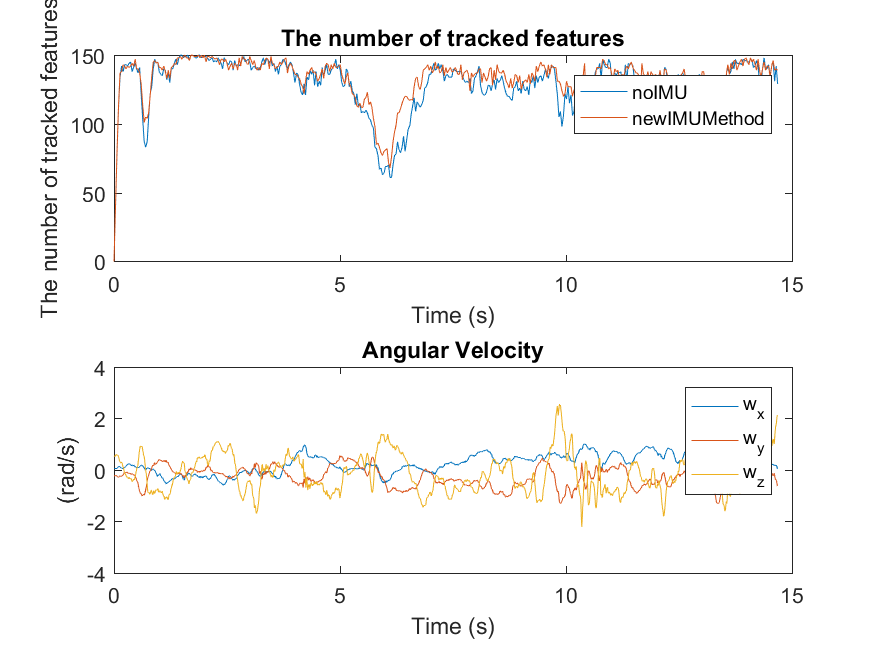 The number of tracked features
The number of tracked features
150
100
50
0
0
5
10
15
noIMU
newIMUMethod
Time (s)
Angular Velocity
(rad/s)
4
2
0
-2
-4
0
5
10
15
w_x
w_y
w_z
Time (s)